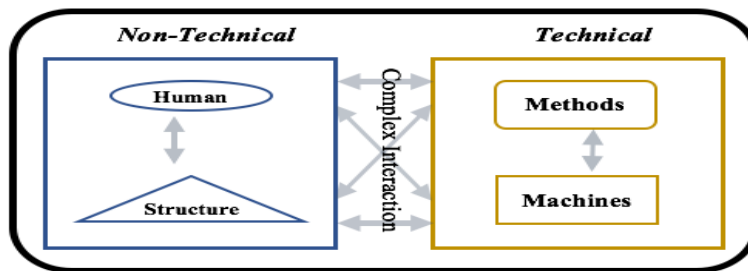 Non-Technical
Technical
Human
Structure
Complex Interaction
Methods
Machines